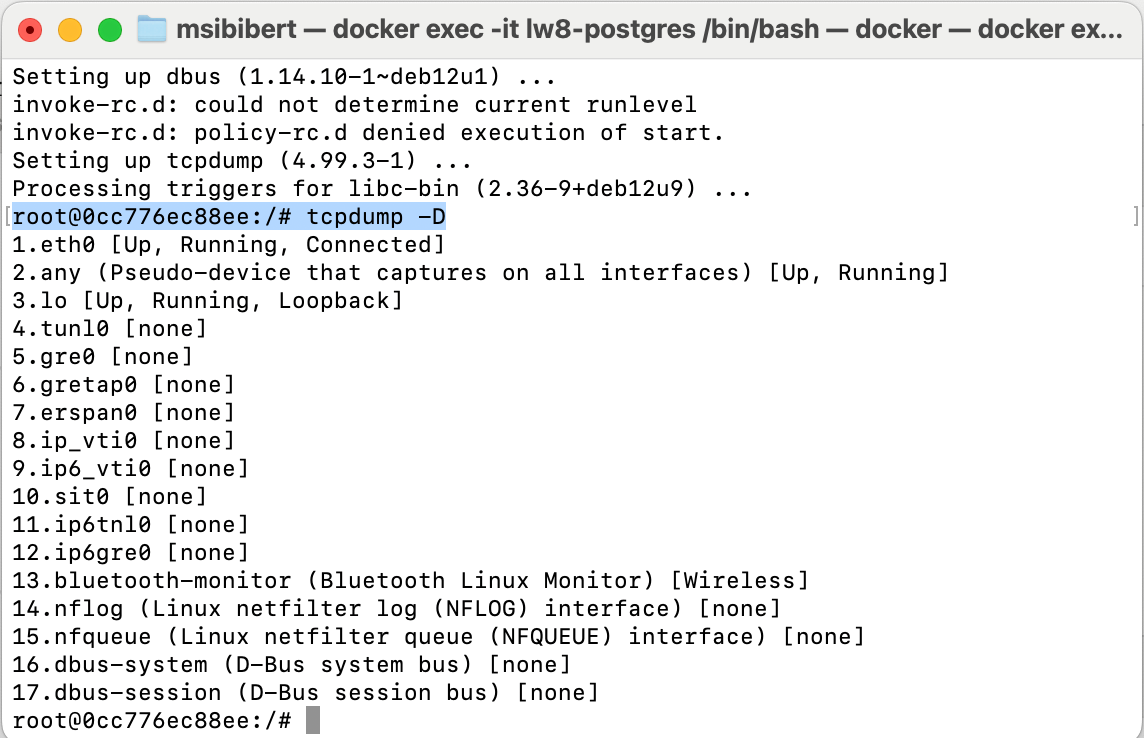 msibibert — docker exec -it lw8-postgres /bin/bash — docker — docker ex...
Setting up dbus (1.14.10-1~deb12u1) ...
invoke-rc.d: could not determine current runlevel
invoke-rc.d: policy-rc.d denied execution of start.
Setting up tcpdump (4.99.3-1) ...
Processing triggers for libc-bin (2.36-9+deb12u9) ...
[root@0cc776ec88ee:/# tcpdump -D ]
1.eth0 [Up, Running, Connected]
2.any (Pseudo-device that captures on all interfaces) [Up, Running]
3.lo [Up, Running, Loopback]
4.tunl0 [none]
5.gre0 [none]
6.gretap0 [none]
7.erspan0 [none]
8.ip_vti0 [none]
9.ip6_vti0 [none]
10.sit0 [none]
11.ip6tnl0 [none]
12.ip6gre0 [none]
13.bluetooth-monitor (Bluetooth Linux Monitor) [Wireless]
14.nflog (Linux netfilter log (NFLOG) interface) [none]
15.nfqueue (Linux netfilter queue (NFQUEUE) interface) [none]
16.dbus-system (D-Bus system bus) [none]
17.dbus-session (D-Bus session bus) [none]
root@0cc776ec88ee:/#